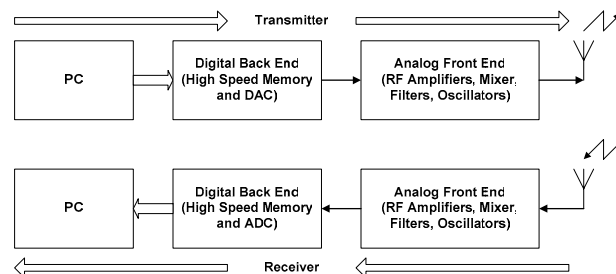 Transmitter
PC
Digital Back End
(High Speed Memory
and DAC)
Analog Front End
(RF Amplifiers, Mixer,
Filters, Oscillators)
PC
Digital Back End
(High Speed Memory
and ADC)
Analog Front End
(RF Amplifiers, Mixer,
Filters, Oscillators)
Receiver